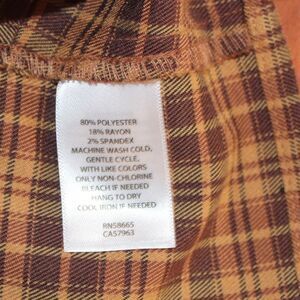 80% POLYESTER
18% RAYON
2% SPANDEX
MACHINE WASH COLD,
GENTLE CYCLE,
WITH LIKE COLORS
ONLY NON-CHLORINE
BLEACH IF NEEDED
HANG TO DRY
COOL IRON IF NEEDED
RN58665
CA57963